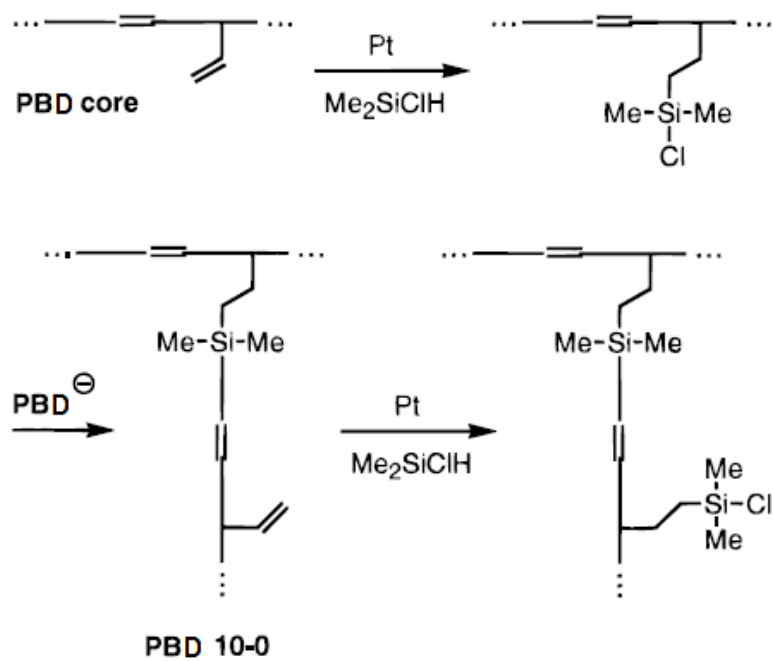 ... ...
PBD core
Pt
Me2SiClH
... ...
Me-Si-Me
Cl
... ...
Me-Si-Me
PBD ⊖
...
PBD 10-0
Pt
Me2SiClH
... ...
Me-Si-Me
Me
Si-Cl
Me
...